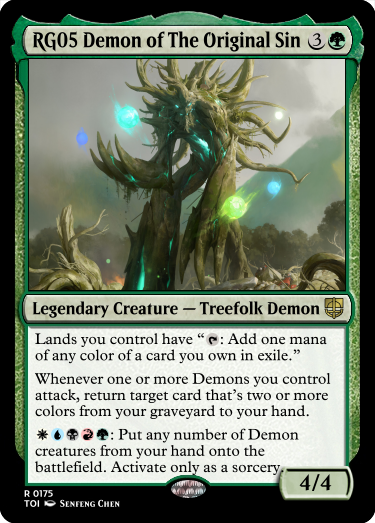 RG05 Demon of The Original Sin 3
Legendary Creature — Treefolk Demon
Lands you control have “: Add one mana
of any color of a card you own in exile.”
Whenever one or more Demons you control
attack, return target card that's two or more
colors from your graveyard to your hand.
: Put any number of Demon
creatures from your hand onto the
battlefield. Activate only as a sorcery.
4/4
R 0175
TOI SENFENG CHEN